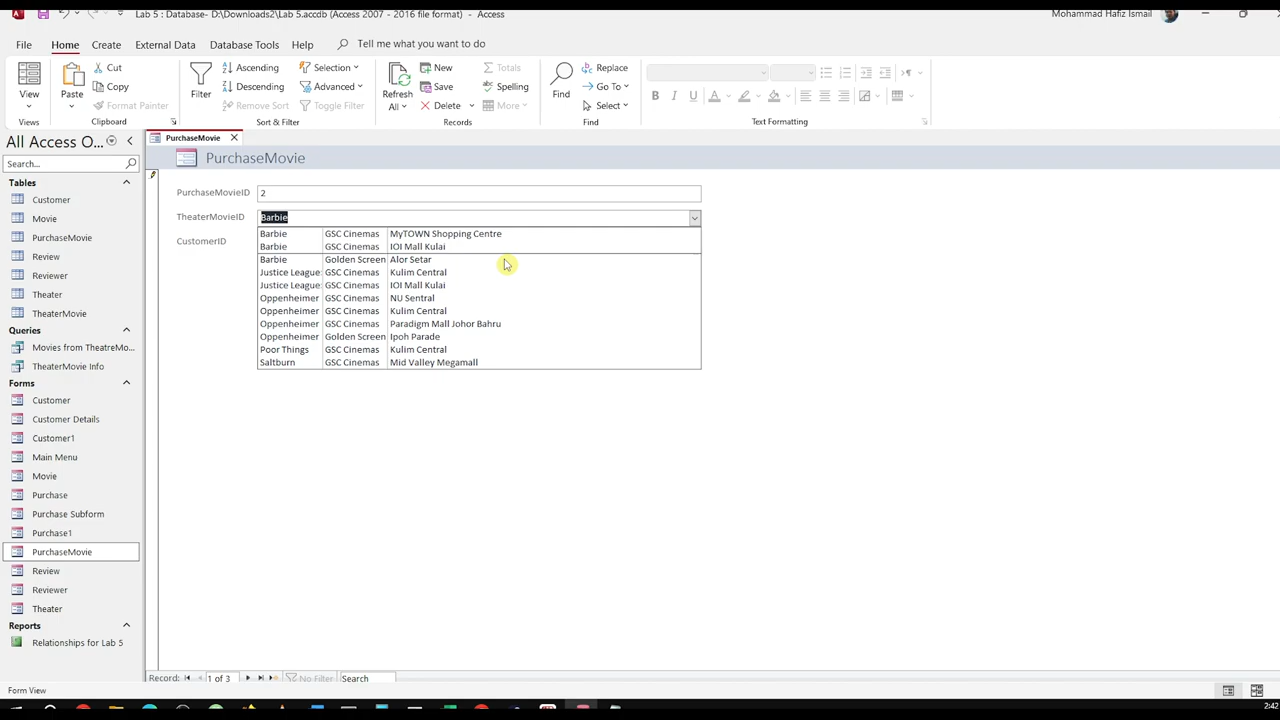 Lab 5 : Database- D:\Downloads2\Lab 5.accdb (Access 2007 - 2016 file format) - Access
Mohammad Hafiz Ismail
File Home Create External Data Database Tools Help Tell me what you want to do
View
Views
Paste
Cut
Copy
Format Painter
Clipboard
Filter
Ascending
Descending
Remove Sort
Selection
Advanced
Toggle Filter
Sort & Filter
Refresh
All
New
Save
Delete
Totals
Spelling
More
Records
Find
Replace
Go To
Select
Find
B I U A
Text Formatting
All Access O...
Search...
Tables
Customer
Movie
PurchaseMovie
Review
Reviewer
Theater
TheaterMovie
Queries
Movies from TheatreMo...
TheaterMovie Info
Forms
Customer
Customer Details
Customer1
Main Menu
Movie
Purchase
Purchase Subform
Purchase1
PurchaseMovie
Review
Reviewer
Theater
Reports
Relationships for Lab 5
PurchaseMovie
PurchaseMovie
PurchaseMovieID 2
TheaterMovieID Barbie
CustomerID
Barbie GSC Cinemas MyTOWN Shopping Centre
Barbie GSC Cinemas IOI Mall Kulai
Barbie Golden Screen Alor Setar
Justice League: GSC Cinemas Kulim Central
Justice League: GSC Cinemas IOI Mall Kulai
Oppenheimer GSC Cinemas NU Sentral
Oppenheimer GSC Cinemas Kulim Central
Oppenheimer GSC Cinemas Paradigm Mall Johor Bahru
Oppenheimer Golden Screen Ipoh Parade
Poor Things GSC Cinemas Kulim Central
Saltburn GSC Cinemas Mid Valley Megamall
Record: 1 of 3 No Filter Search
Form View
2:42